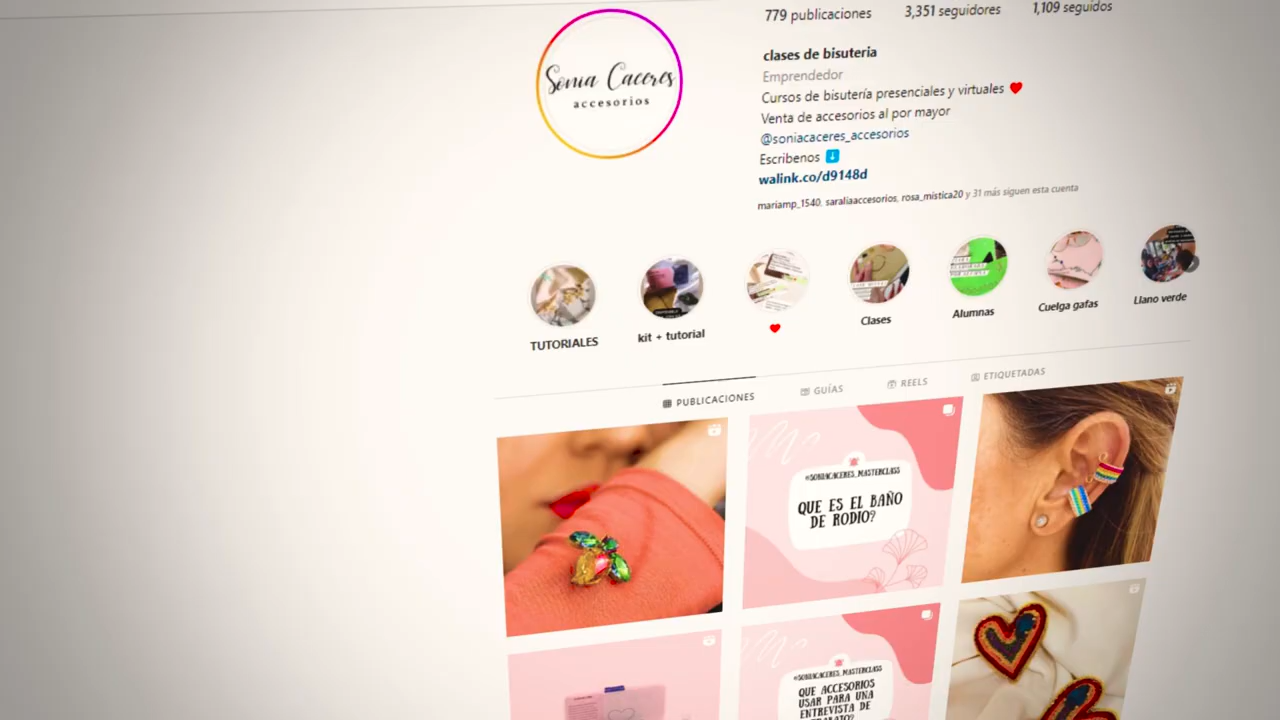 779 publicaciones
3,351 seguidores
1,109 seguidos
Sonia Caceres
accesorios
clases de bisuteria
Emprendedor
Cursos de bisutería presenciales y virtuales
Venta de accesorios al por mayor
@soniacaceres_accesorios
Escribenos
walink.co/d9148d
mariamp_1540, saraliaaccesorios, rosa_mistica20 y 31 más siguen esta cuenta
TUTORIALES
kit + tutorial
Clases
Alumnas
Cuelga gafas
Llano verde
PUBLICACIONES
GUÍAS
REELS
ETIQUETADAS
@SONIACACERES_MASTERCLASS
QUE ES EL BAÑO
DE RODIO?
@SONIACACERES_MASTERCLASS
QUE ACCESORIOS
USAR PARA UNA
ENTREVISTA DE